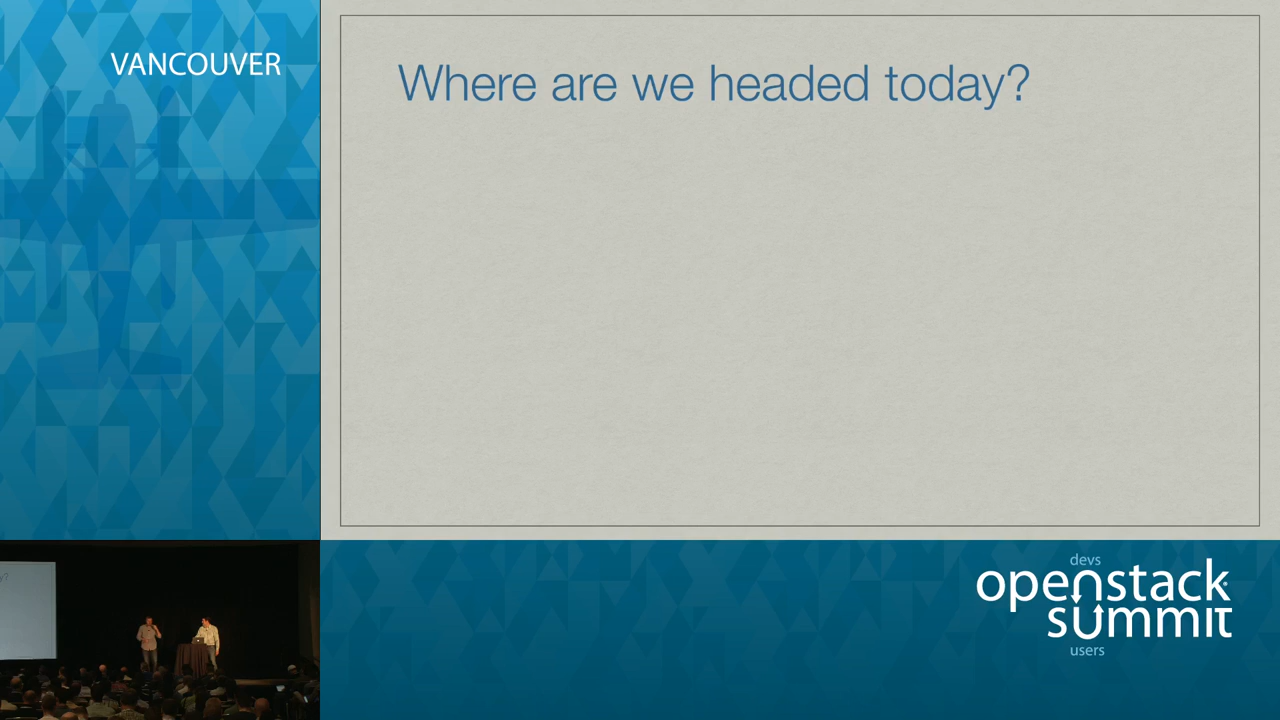 VANCOUVER
Where are we headed today?
devs
openstack
summit
users